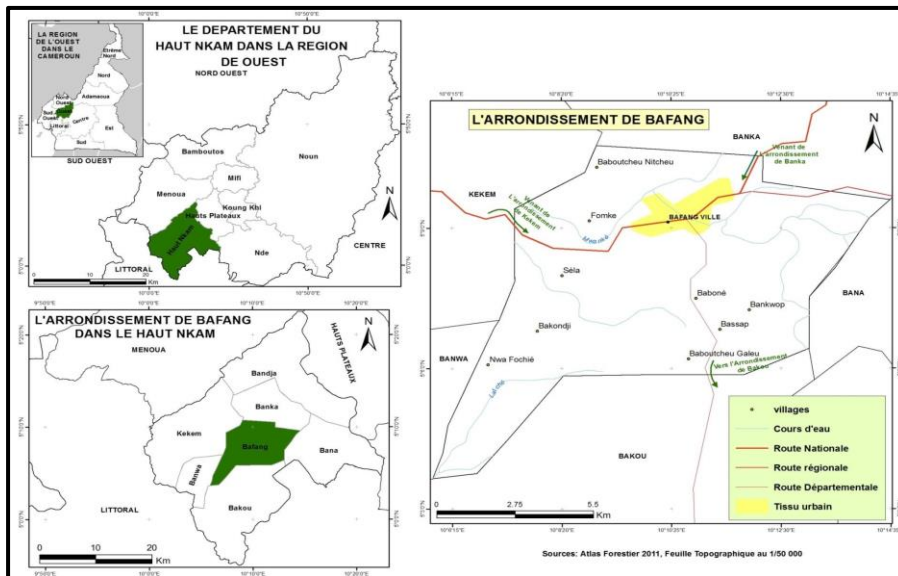 LA REGION
DE L'OUEST
DANS LE
CAMEROUN
Extrême
Nord
Nord
Adamaoua
Nord
Ouest
Ouest
Sud
Ouest
Littoral
Centre
Est
Sud
LE DEPARTEMENT DU
HAUT NKAM DANS LA REGION
DE OUEST
NORD OUEST
SUD OUEST
Bamboutos
Noun
Mifi
Menoua
Koung Khi
Hauts Plateaux
Haut Nkam
Nde
CENTRE
LITTORAL
N
0 10 20
Km
L'ARRONDISSEMENT DE BAFANG
DANS LE HAUT NKAM
MENOUA
HAUTS PLATEAUX
N
Bandja
Banka
Kekem
Bafang
Bana
Banwa
Bakou
LITTORAL
0 10 20
Km
L'ARRONDISSEMENT DE BAFANG
BANKA
N
Venant de
L'arrondissement
de Banka
Baboutcheu Nitcheu
KEKEM
Venant de
L'arrondissement
de Kekem
Fomke
BAFANG VILLE
Séla
Baboné
Bankwop
BANA
Bakondji
Bassap
BANWA
Nwa Fochié
Baboutcheu Galeu
Vers l'Arrondissement
de Bakou
BAKOU
villages
Cours d'eau
Route Nationale
Route régionale
Route Départementale
Tissu urbain
0 2.75 5.5
Km
Sources: Atlas Forestier 2011, Feuille Topographique au 1/50 000